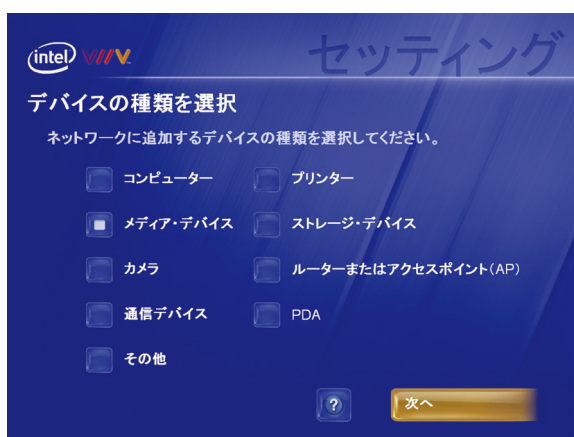 intel VIIV
セッティング
デバイスの種類を選択
ネットワークに追加するデバイスの種類を選択してください。
コンピューター
プリンター
メディア・デバイス
ストレージ・デバイス
カメラ
ルーターまたはアクセスポイント(AP)
通信デバイス
PDA
その他
?
次へ